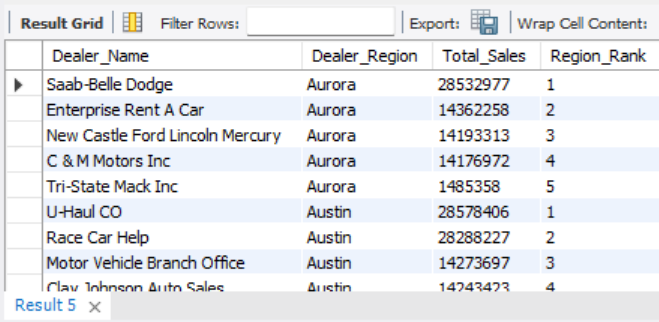 Result Grid Filter Rows: Export: Wrap Cell Content:
Dealer_Name Dealer_Region Total_Sales Region_Rank
Saab-Belle Dodge Aurora 28532977 1
Enterprise Rent A Car Aurora 14362258 2
New Castle Ford Lincoln Mercury Aurora 14193313 3
C & M Motors Inc Aurora 14176972 4
Tri-State Mack Inc Aurora 1485358 5
U-Haul CO Austin 28578406 1
Race Car Help Austin 28288227 2
Motor Vehicle Branch Office Austin 14273697 3
Clay Johnson Auto Sales Austin 14243423 4
Result 5 ×